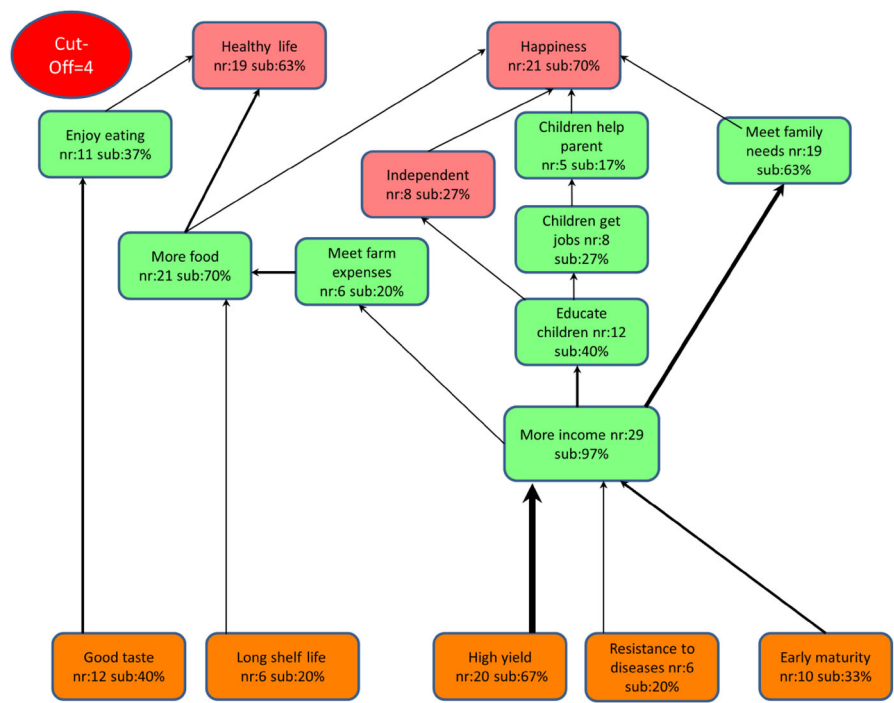 Cut-
Off=4
Healthy life
nr:19 sub:63%
Happiness
nr:21 sub:70%
Enjoy eating
nr:11 sub:37%
Children help
parent
nr:5 sub:17%
Meet family
needs nr:19
sub:63%
Independent
nr:8 sub:27%
Children get
jobs nr:8
sub:27%
More food
nr:21 sub:70%
Meet farm
expenses
nr:6 sub:20%
Educate
children nr:12
sub:40%
More income nr:29
sub:97%
Good taste
nr:12 sub:40%
Long shelf life
nr:6 sub:20%
High yield
nr:20 sub:67%
Resistance to
diseases nr:6
sub:20%
Early maturity
nr:10 sub:33%